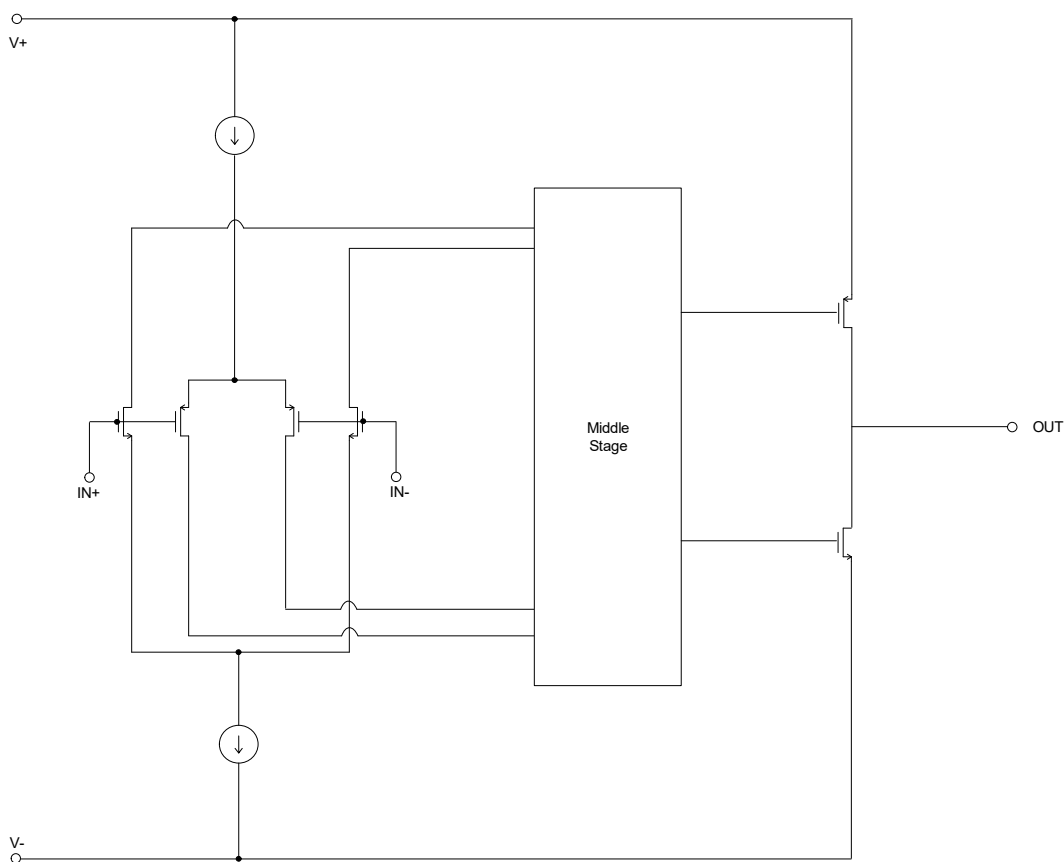 V+
IN+
IN-
Middle
Stage
OUT
V-